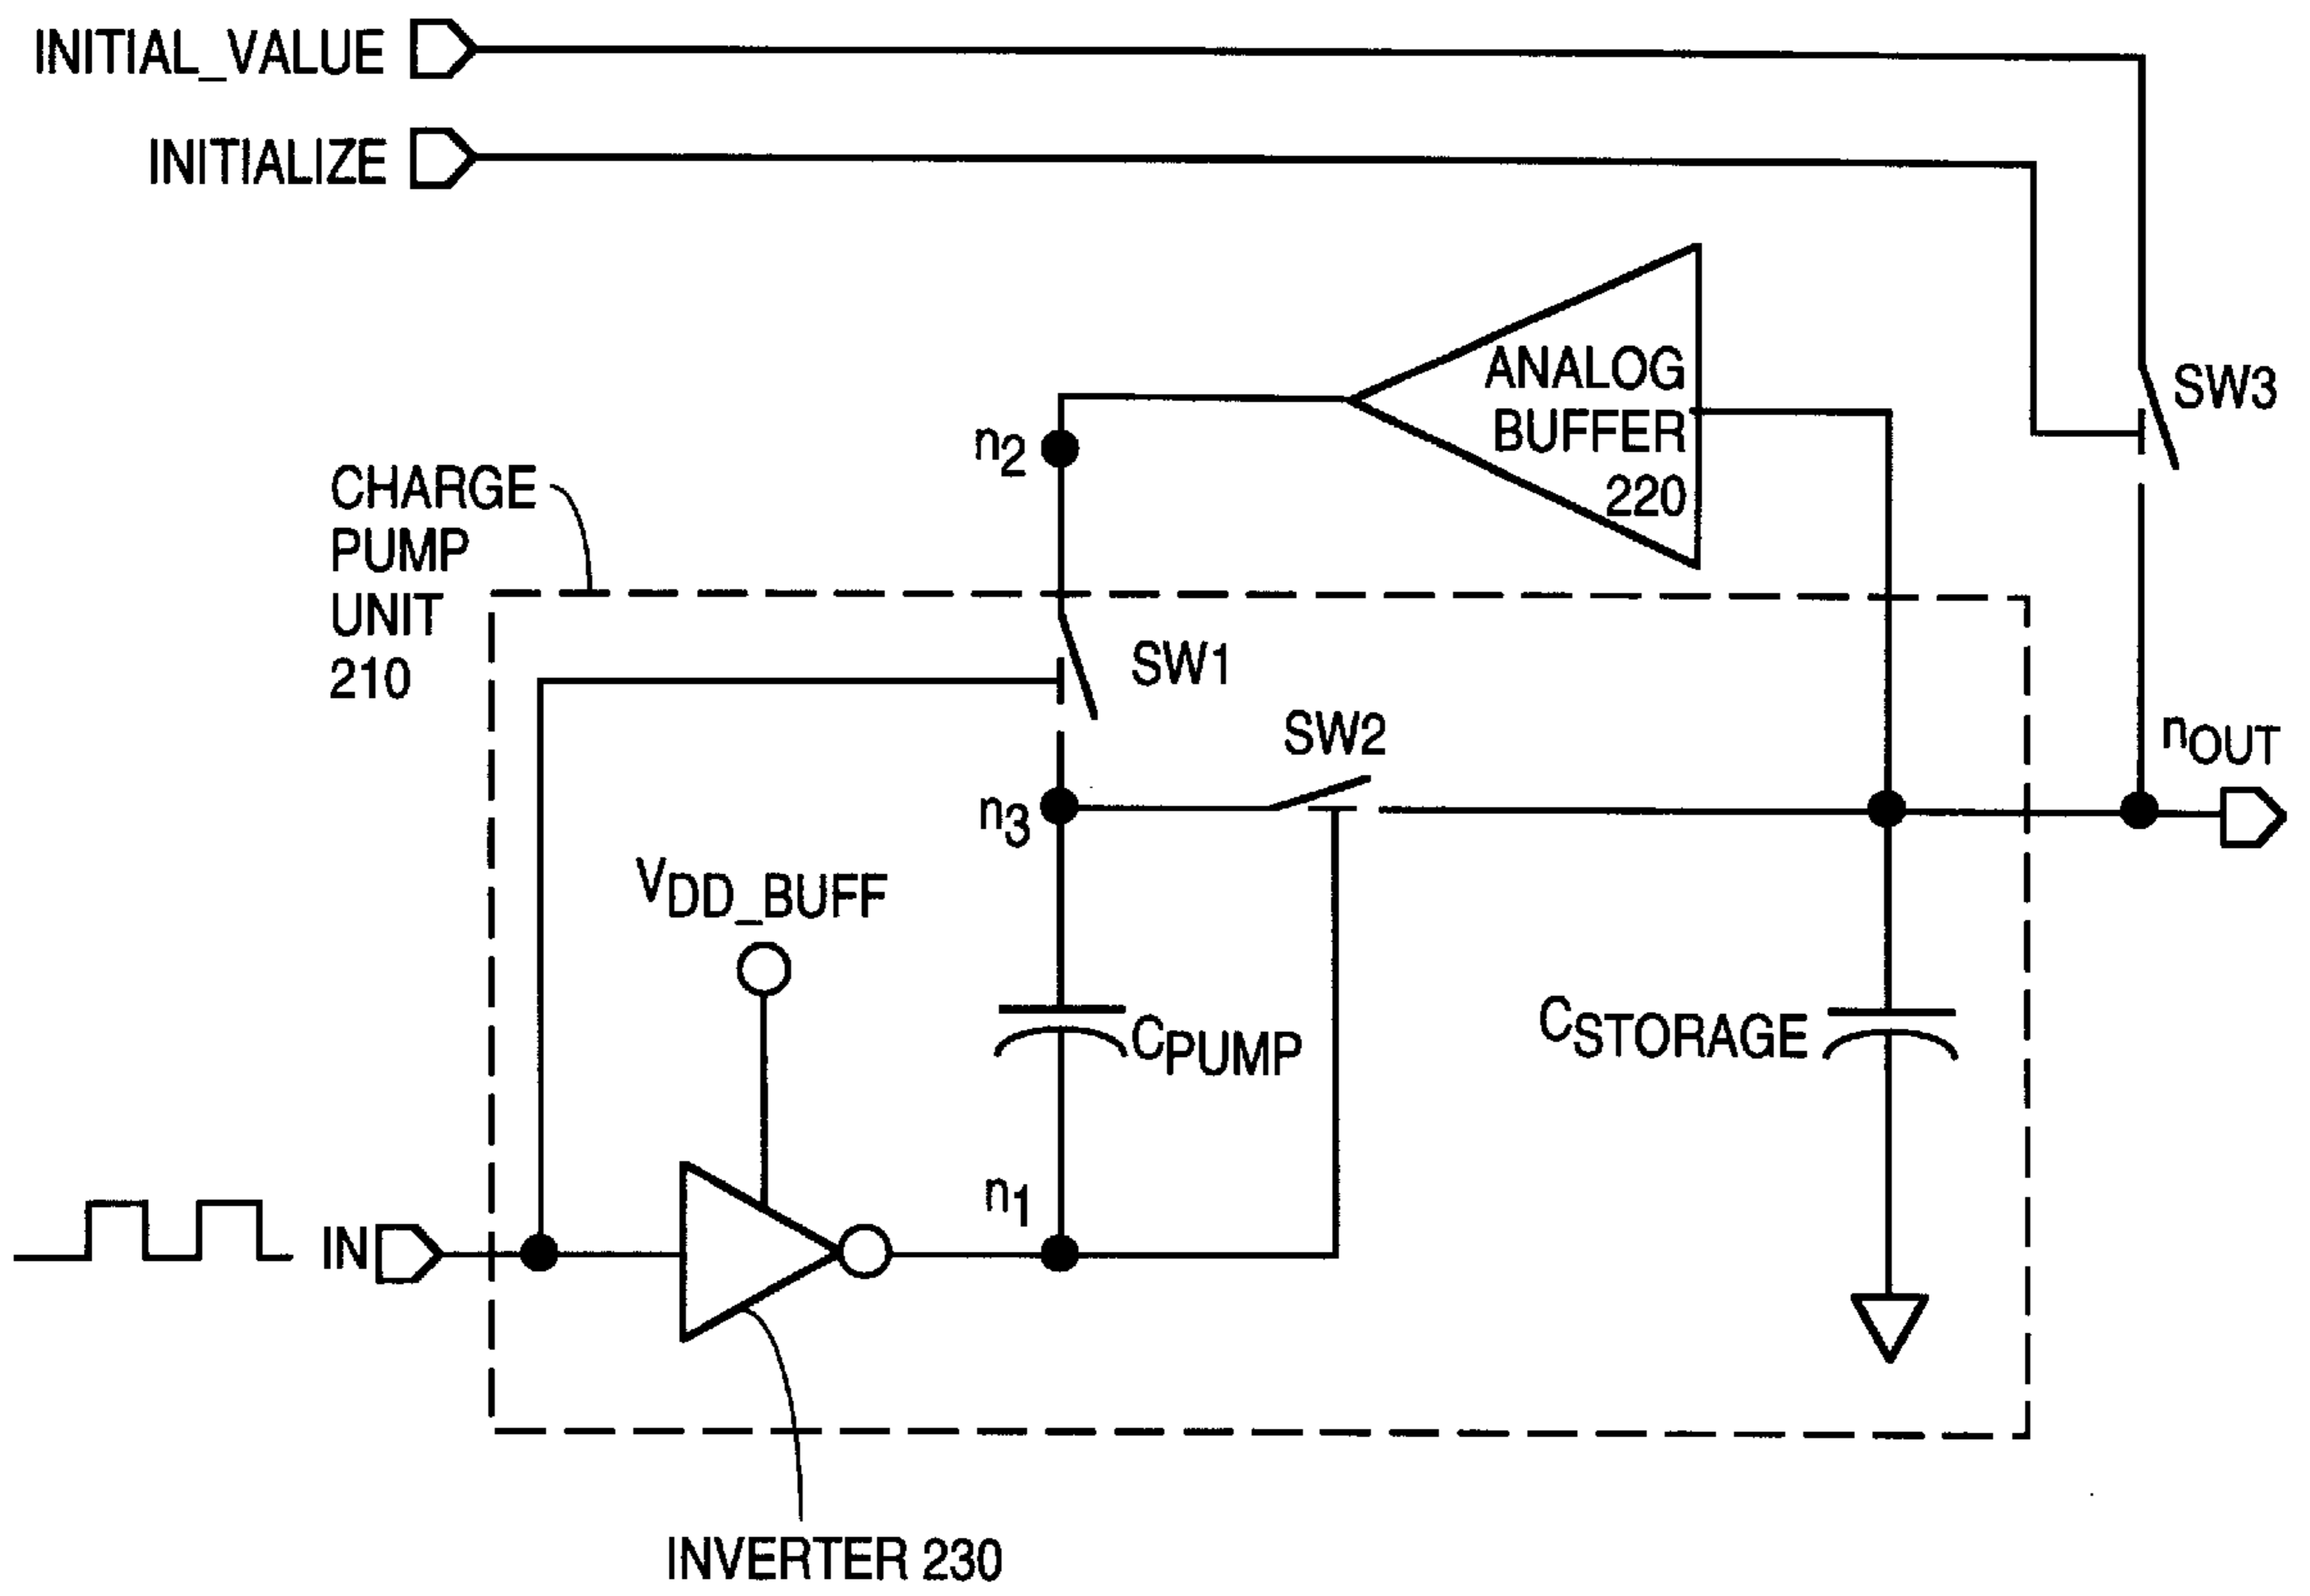 INITIAL_VALUE
INITIALIZE
ANALOG
BUFFER
220
SW3
n2
CHARGE
PUMP
UNIT
210
SW1
SW2
nOUT
n3
VDD_BUFF
CPUMP
CSTORAGE
n1
IN
INVERTER 230